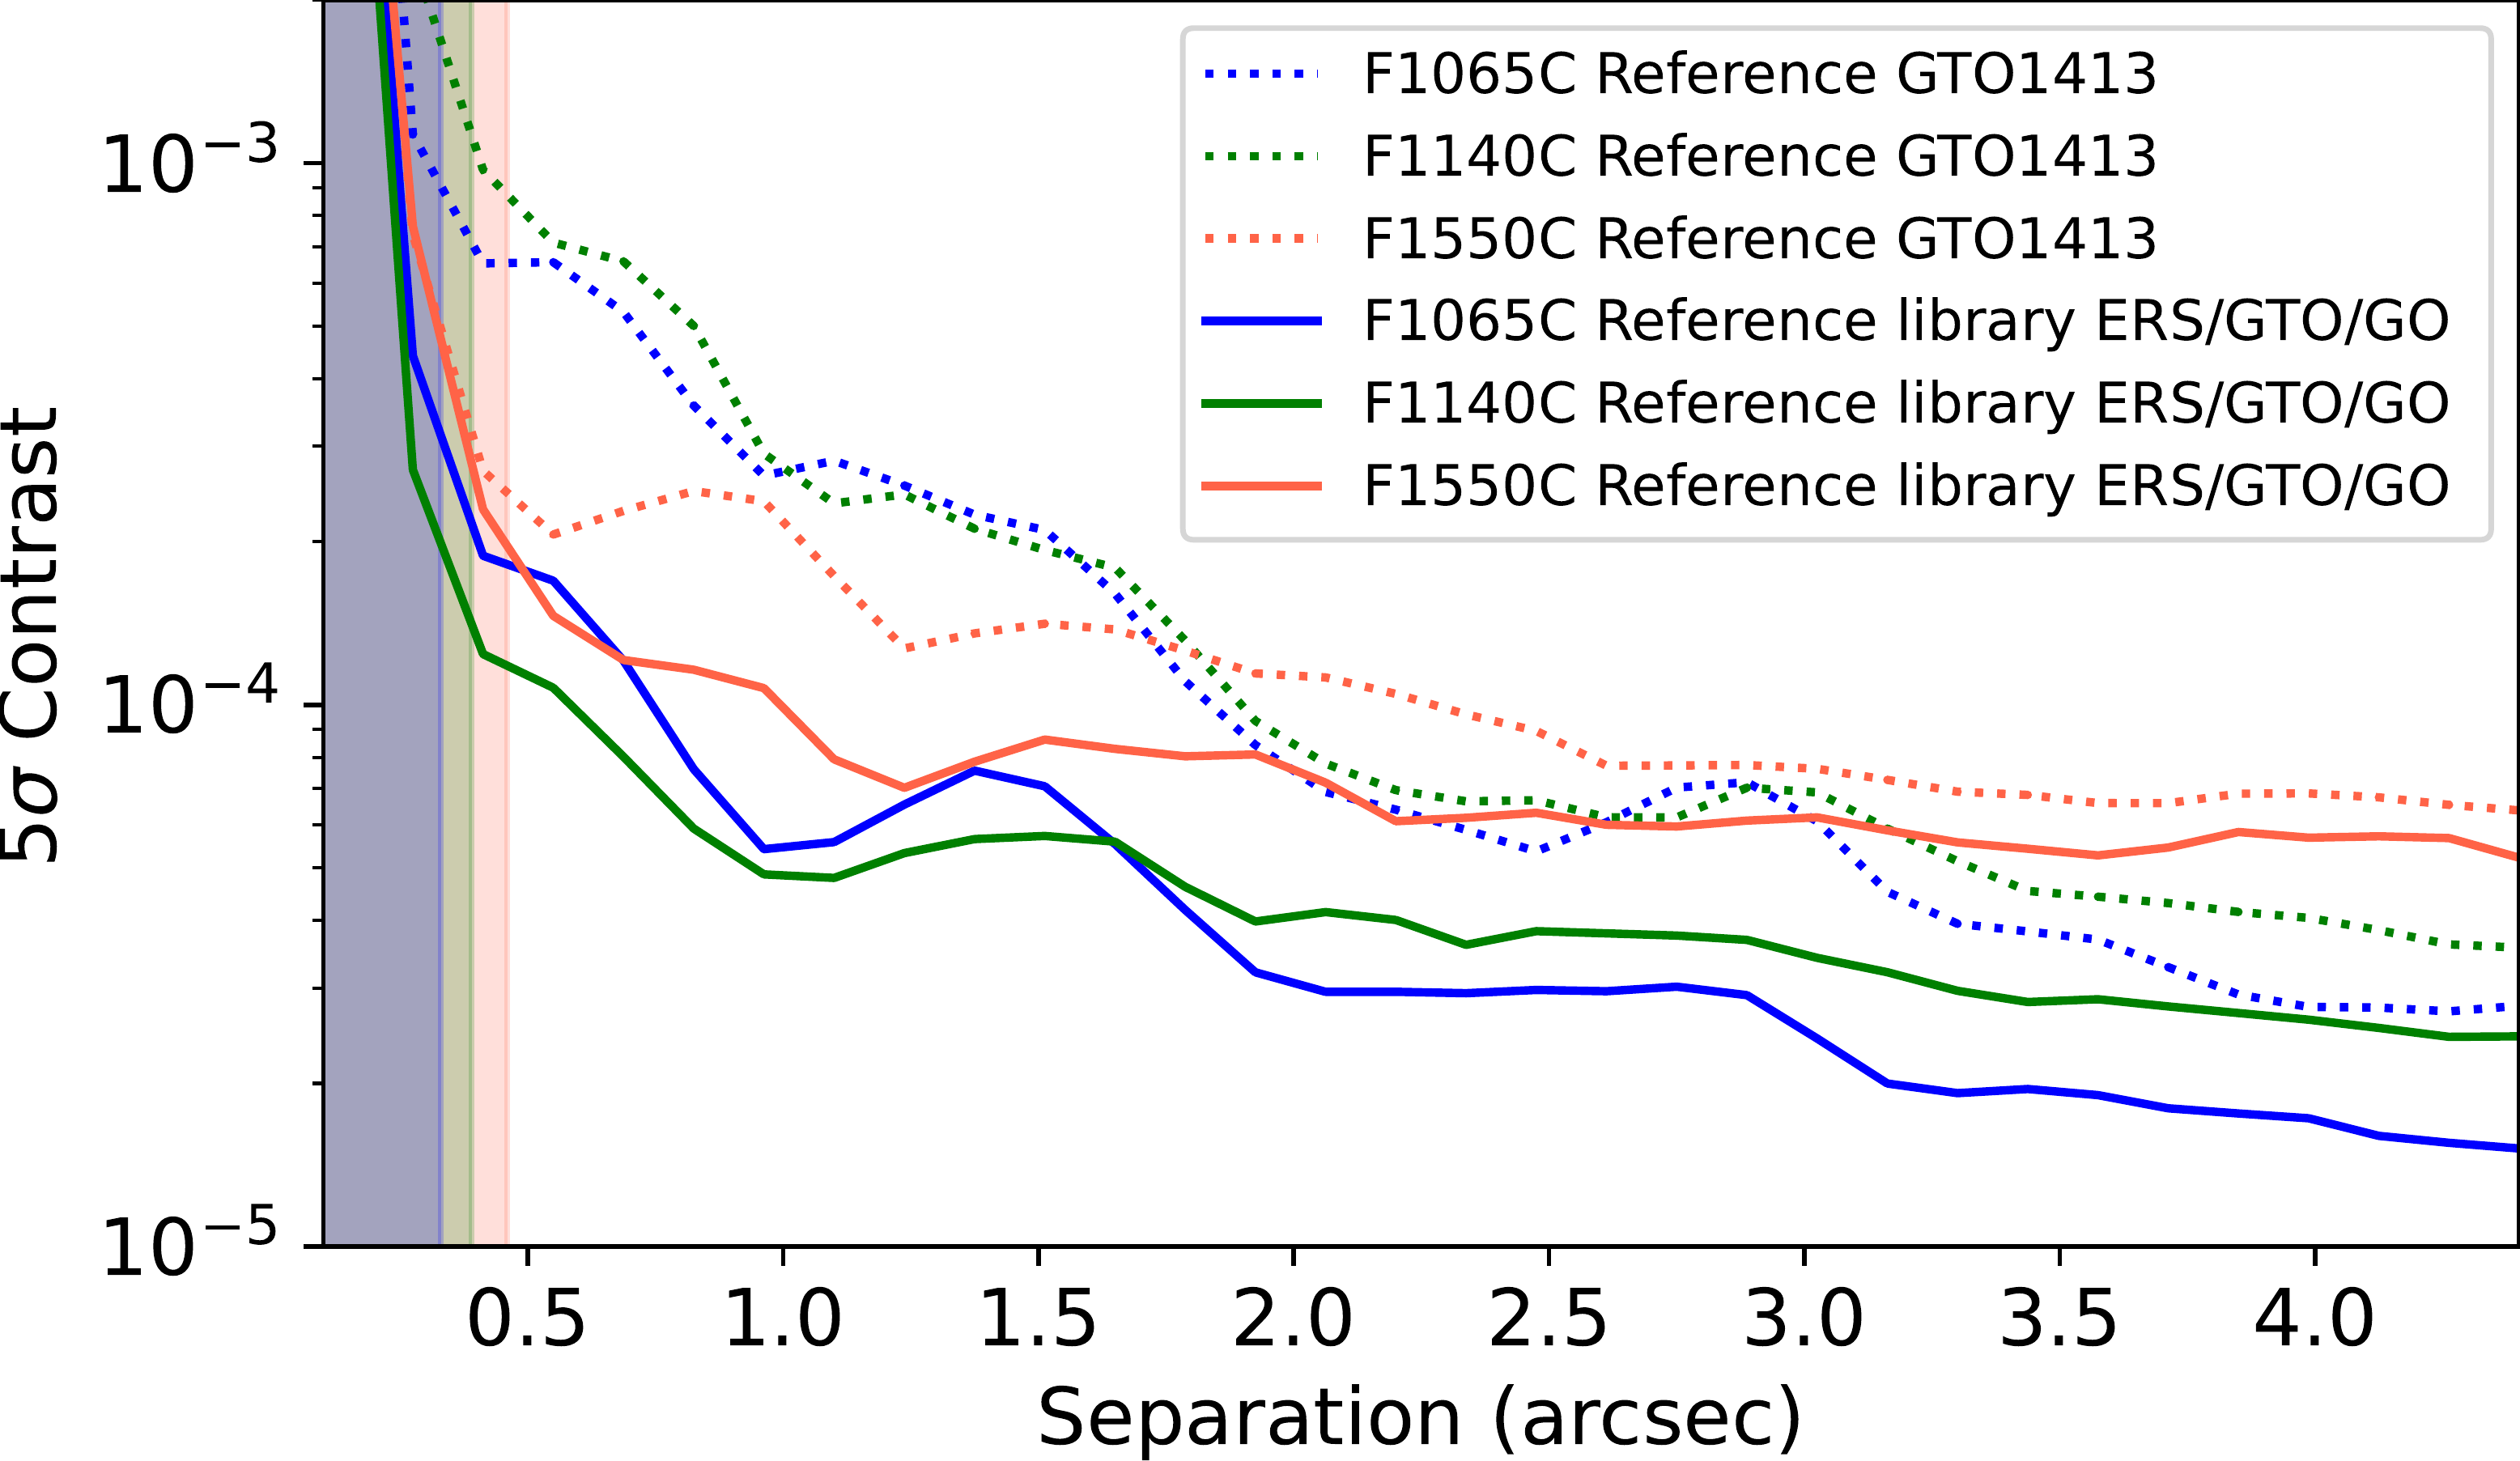 F1065C Reference GTO1413
F1140C Reference GTO1413
F1550C Reference GTO1413
F1065C Reference library ERS/GTO/GO
F1140C Reference library ERS/GTO/GO
F1550C Reference library ERS/GTO/GO
5σ Contrast
10⁻³
10⁻⁴
10⁻⁵
0.5 1.0 1.5 2.0 2.5 3.0 3.5 4.0
Separation (arcsec)